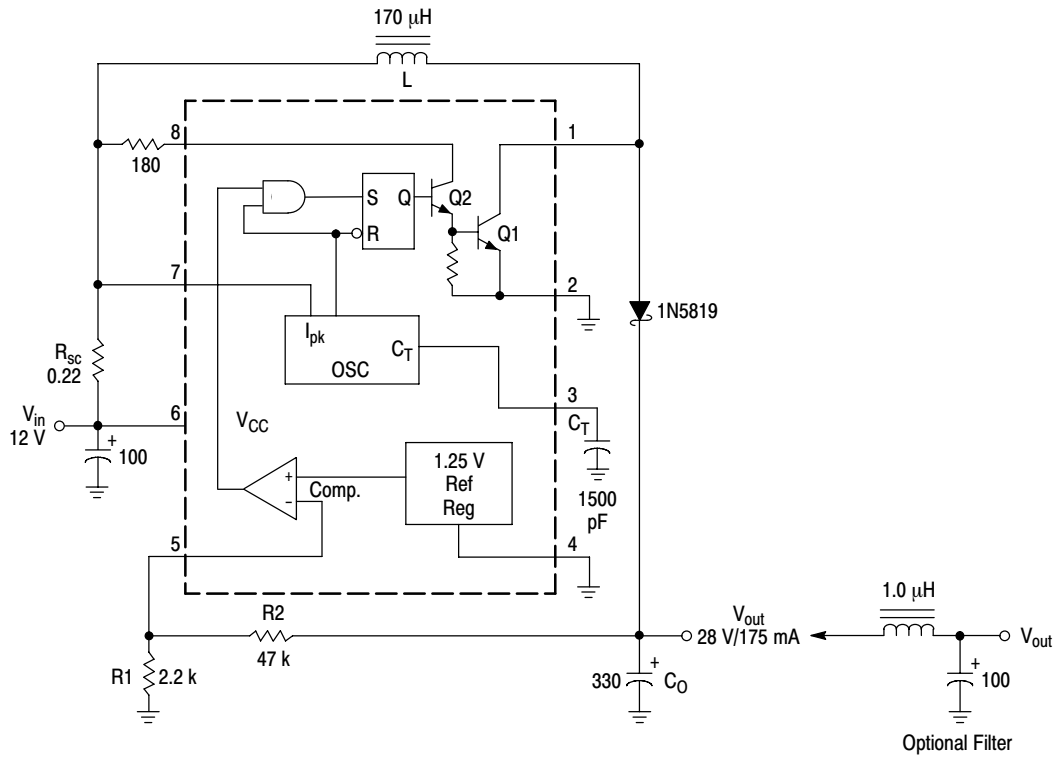 170 μH
L
180
8
1
S
Q
R
Q2
Q1
7
2
1N5819
Ipk
CT
OSC
Rsc
0.22
3
CT
Vin
12 V
6
VCC
+
100
1.25 V
Ref
Reg
+
Comp.
−
1500
pF
5
4
1.0 μH
R2
Vout
28 V/175 mA
Vout
47 k
R1
2.2 k
330
+
CO
+
100
Optional Filter